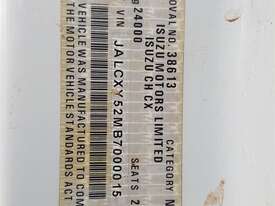 OVAL NO. 38613 CATEGORY N
ISUZU MOTORS LIMITED
ISUZU CH CX
24000 SEATS 2
VIN JALCXY52MB7000015
VEHICLE WAS MANUFACTURED TO COM
THE MOTOR VEHICLE STANDARDS ACT